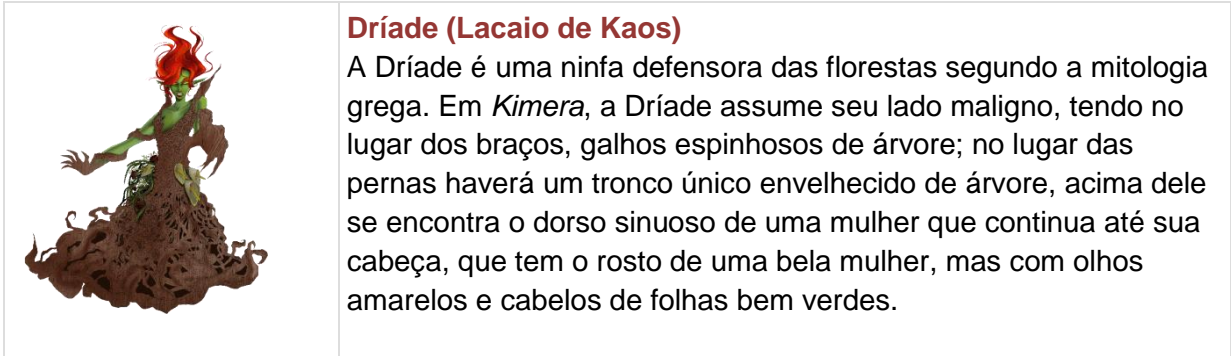 Dríade (Lacaio de Kaos)
A Dríade é uma ninfa defensora das florestas segundo a mitologia
grega. Em Kimera, a Dríade assume seu lado maligno, tendo no
lugar dos braços, galhos espinhosos de árvore; no lugar das
pernas haverá um tronco único envelhecido de árvore, acima dele
se encontra o dorso sinuoso de uma mulher que continua até sua
cabeça, que tem o rosto de uma bela mulher, mas com olhos
amarelos e cabelos de folhas bem verdes.